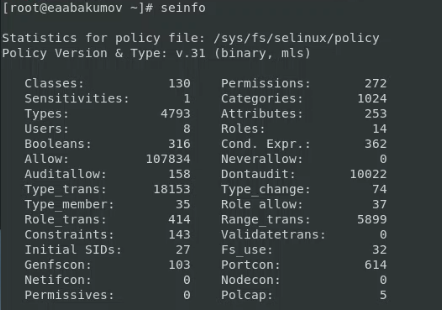 [root@eaabakumov ~]# seinfo
Statistics for policy file: /sys/fs/selinux/policy
Policy Version & Type: v.31 (binary, mls)
Classes: 130 Permissions: 272
Sensitivities: 1 Categories: 1024
Types: 4793 Attributes: 253
Users: 8 Roles: 14
Booleans: 316 Cond. Expr.: 362
Allow: 107834 Neverallow: 0
Auditallow: 158 Dontaudit: 10022
Type_trans: 18153 Type_change: 74
Type_member: 35 Role allow: 37
Role_trans: 414 Range_trans: 5899
Constraints: 143 Validatetrans: 0
Initial SIDs: 27 Fs_use: 32
Genfscon: 103 Portcon: 614
Netifcon: 0 Nodecon: 0
Permissives: 0 Polcap: 5